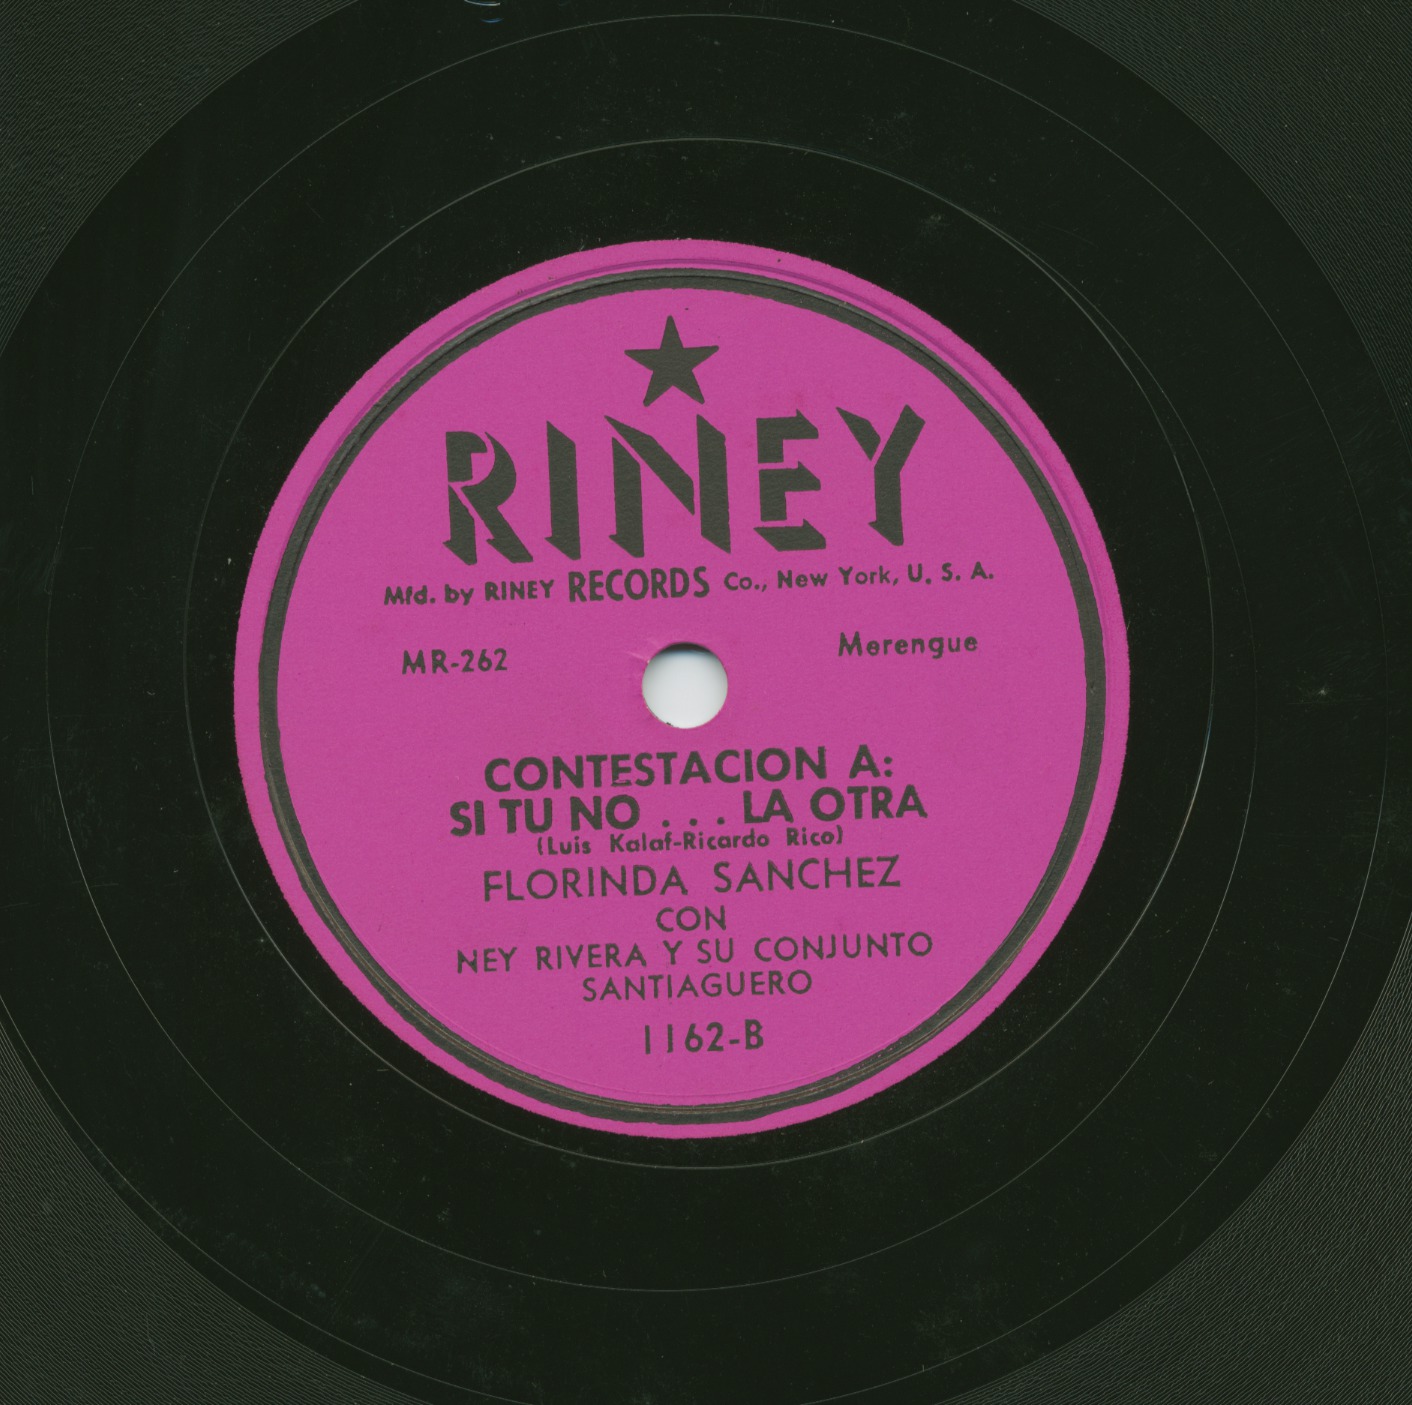 RINEY
Mfd. by RINEY RECORDS Co., New York, U. S. A.
MR-262
Merengue
CONTESTACION A:
SI TU NO . . . LA OTRA
(Luis Kalaf-Ricardo Rico)
FLORINDA SANCHEZ
CON
NEY RIVERA Y SU CONJUNTO
SANTIAGUERO
1162-B